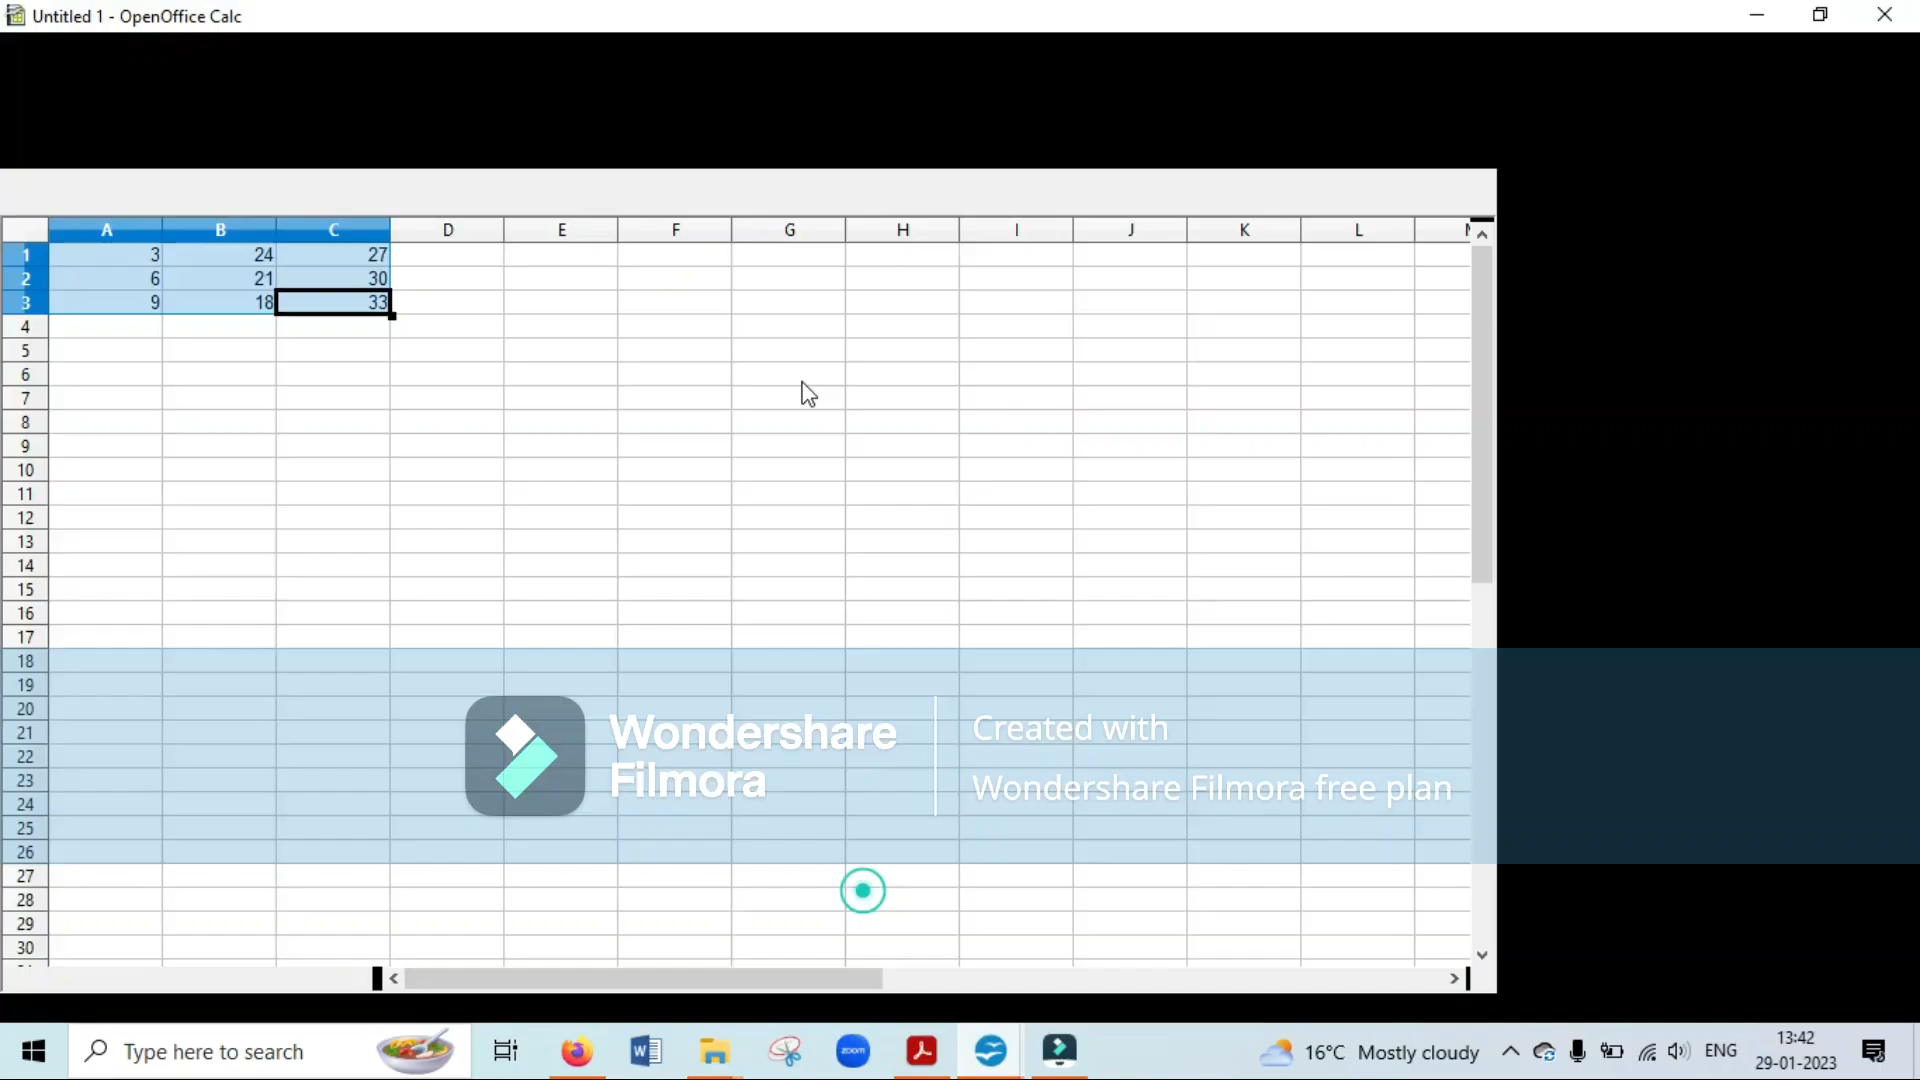 Untitled 1 - OpenOffice Calc
A B C D E F G H I J K L
1 3 24 27
2 6 21 30
3 9 18 33
4
5
6
7
8
9
10
11
12
13
14
15
16
17
18
19
20
21
22
23
24
25
26
27
28
29
30
Wondershare
Filmora
Created with
Wondershare Filmora free plan
Type here to search
W
zoom
16°C Mostly cloudy
ENG
13:42
29-01-2023